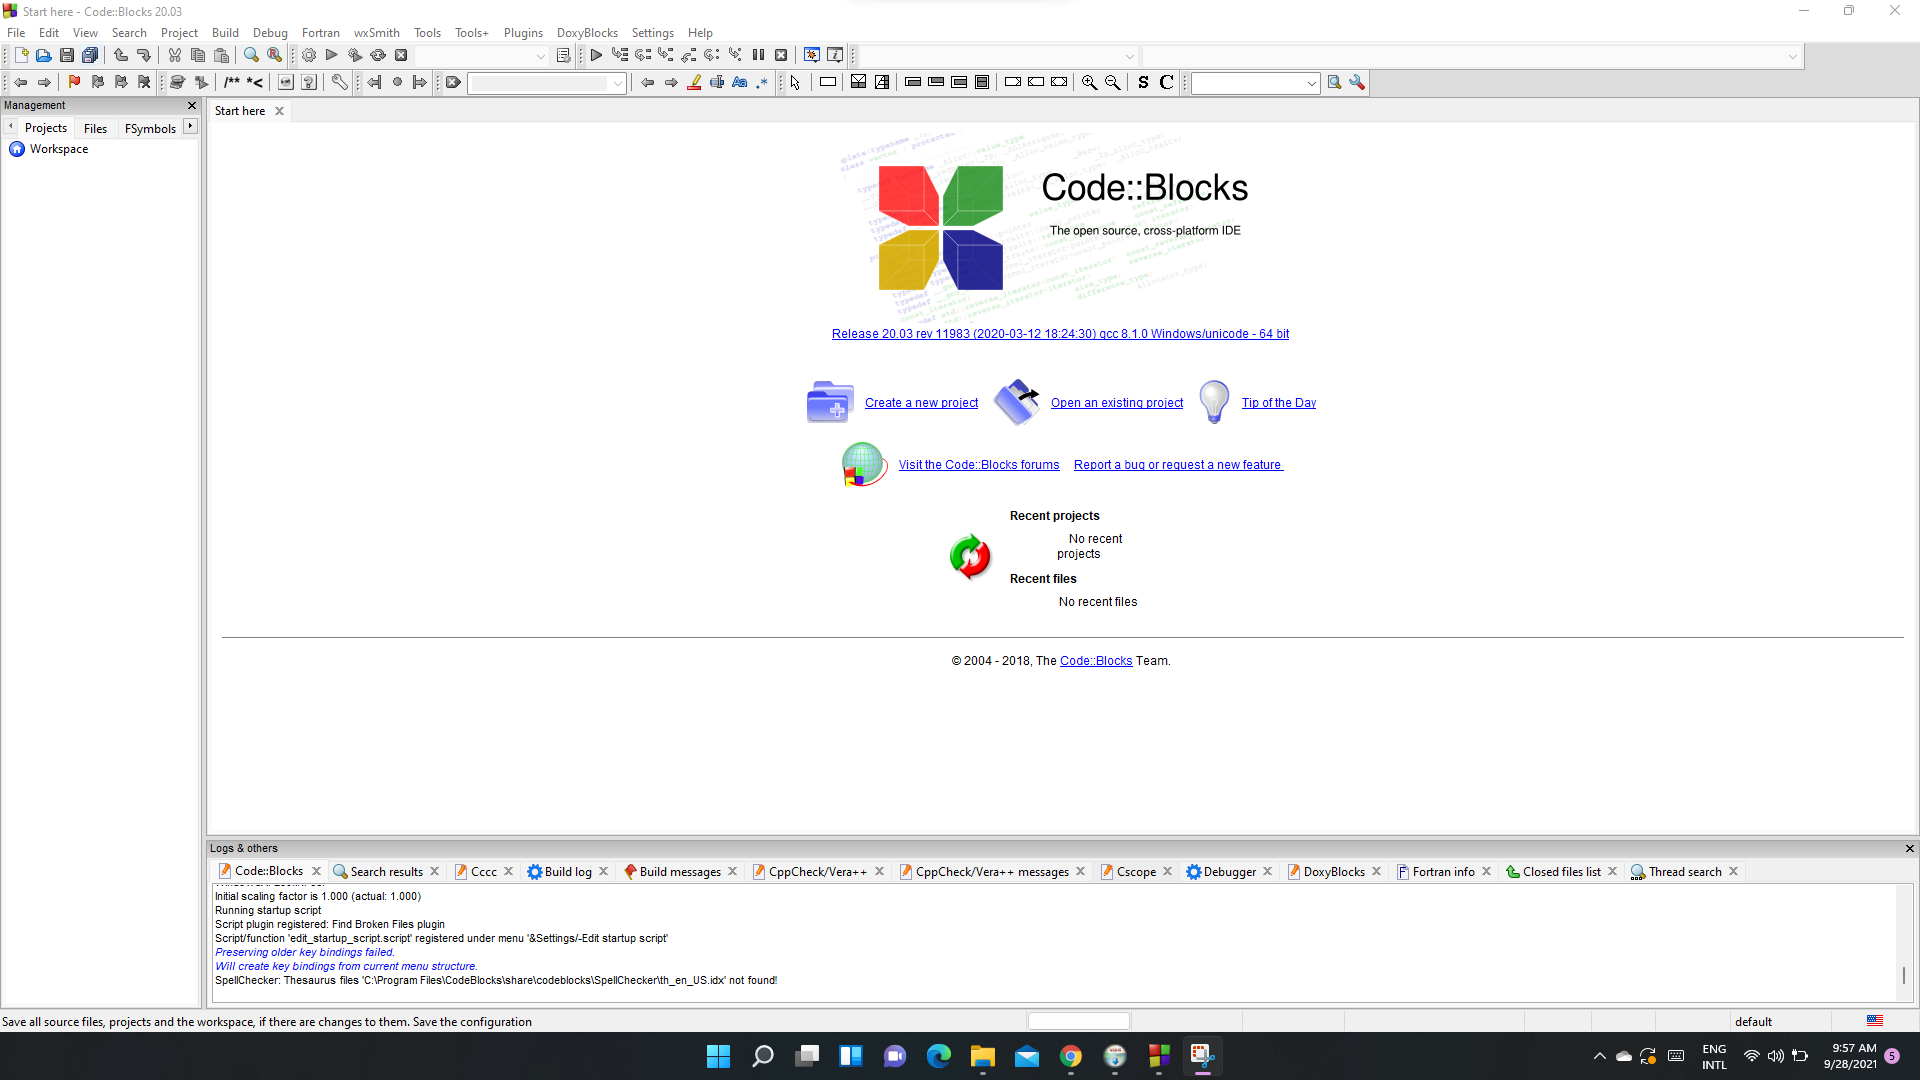 Start here - Code::Blocks 20.03
File Edit View Search Project Build Debug Fortran wxSmith Tools Tools+ Plugins DoxyBlocks Settings Help
/** *<
Aa .*
S C
Management
Start here
Projects Files FSymbols
Workspace
Code::Blocks
The open source, cross-platform IDE
Release 20.03 rev 11983 (2020-03-12 18:24:30) gcc 8.1.0 Windows/unicode - 64 bit
Create a new project Open an existing project Tip of the Day
Visit the Code::Blocks forums Report a bug or request a new feature
Recent projects
No recent
projects
Recent files
No recent files
© 2004 - 2018, The Code::Blocks Team.
Logs & others
Code::Blocks Search results Cccc Build log Build messages CppCheck/Vera++ CppCheck/Vera++ messages Cscope Debugger DoxyBlocks Fortran info Closed files list Thread search
Initial scaling factor is 1.000 (actual: 1.000)
Running startup script
Script plugin registered: Find Broken Files plugin
Script/function 'edit_startup_script.script' registered under menu '&Settings/-Edit startup script'
Preserving older key bindings failed.
Will create key bindings from current menu structure.
SpellChecker: Thesaurus files 'C:\Program Files\CodeBlocks\share\codeblocks\SpellChecker\th_en_US.idx' not found!
Save all source files, projects and the workspace, if there are changes to them. Save the configuration
default
ENG
INTL
9:57 AM
9/28/2021
5